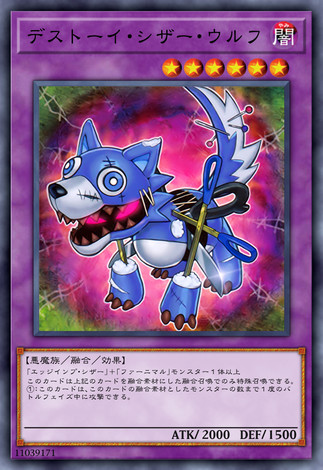 デストーイ・シザー・ウルフ
やみ
闇
【悪魔族／融合／効果】
「エッジインプ・シザー」＋「ファーニマル」モンスター１体以上
このカードは上記のカードを融合素材にした融合召喚でのみ特殊召喚できる。
①：このカードは、このカードの融合素材としたモンスターの数まで１度のバ
トルフェイズ中に攻撃できる。
ATK/ 2000 DEF/1500
11039171